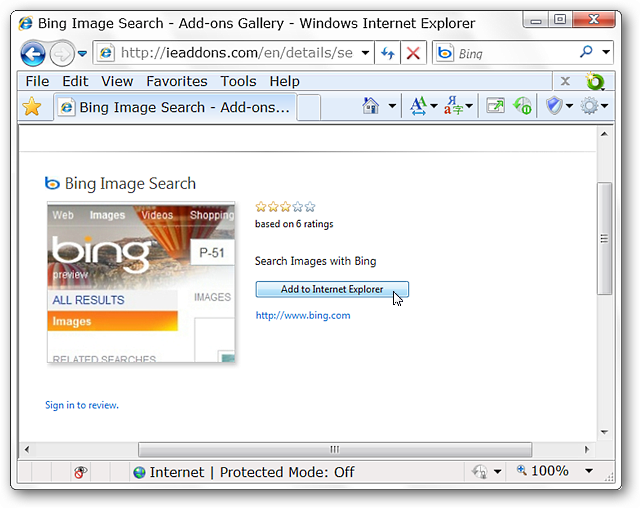 Bing Image Search - Add-ons Gallery - Windows Internet Explorer
http://ieaddons.com/en/details/se
Bing
File Edit View Favorites Tools Help
x
Bing Image Search - Add-ons...
Bing Image Search
Web Images Videos Shopping
bing
preview
P-51
ALL RESULTS
IMAGES
Images
RELATED SEARCHES
based on 6 ratings
Search Images with Bing
Add to Internet Explorer
http://www.bing.com
Sign in to review.
Internet | Protected Mode: Off
100%